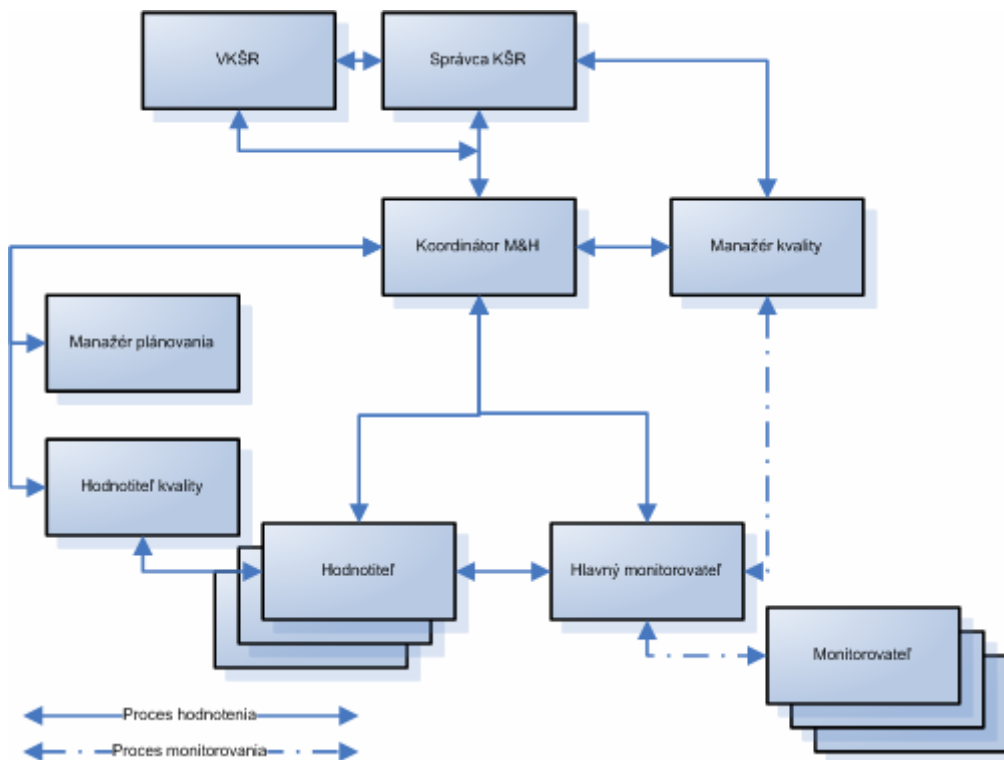 VKŠR
Správca KŠR
Koordinátor M&H
Manažér kvality
Manažér plánovania
Hodnotiteľ kvality
Hodnotiteľ
Hlavný monitorovateľ
Monitorovateľ
Proces hodnotenia
Proces monitorovania